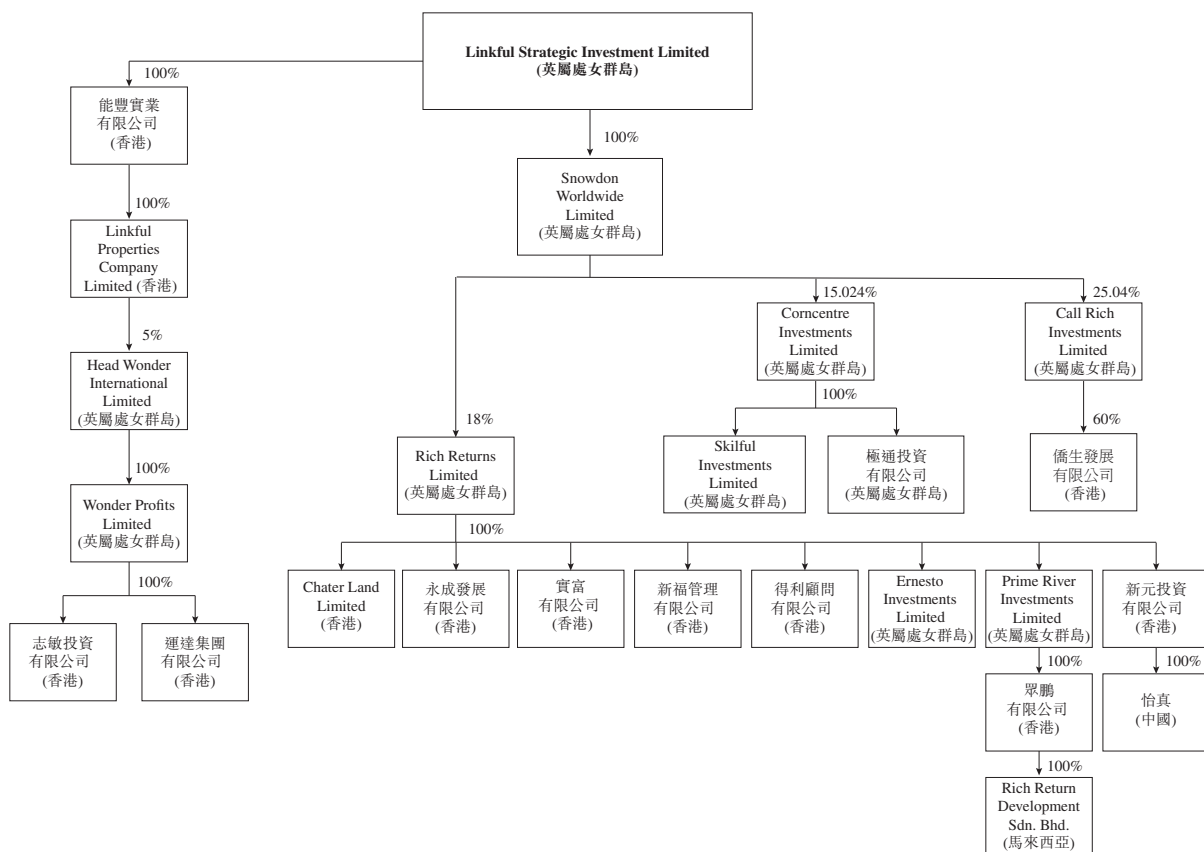 Linkful Strategic Investment Limited
(英屬處女群島)
100%
能豐實業
有限公司
(香港)
100%
Linkful
Properties
Company
Limited (香港)
5%
Head Wonder
International
Limited
(英屬處女群島)
100%
Wonder Profits
Limited
(英屬處女群島)
100%
志敏投資
有限公司
(香港)
運達集團
有限公司
(香港)
100%
Snowdon
Worldwide
Limited
(英屬處女群島)
18%
Rich Returns
Limited
(英屬處女群島)
100%
15.024%
Corncentre
Investments
Limited
(英屬處女群島)
100%
Skilful
Investments
Limited
(英屬處女群島)
極通投資
有限公司
(英屬處女群島)
25.04%
Call Rich
Investments
Limited
(英屬處女群島)
60%
僑生發展
有限公司
(香港)
Chater Land
Limited
(香港)
永成發展
有限公司
(香港)
實富
有限公司
(香港)
新福管理
有限公司
(香港)
得利顧問
有限公司
(香港)
Ernesto
Investments
Limited
(英屬處女群島)
Prime River
Investments
Limited
(英屬處女群島)
100%
眾鵬
有限公司
(香港)
100%
Rich Return
Development
Sdn. Bhd.
(馬來西亞)
新元投資
有限公司
(香港)
100%
怡真
(中國)